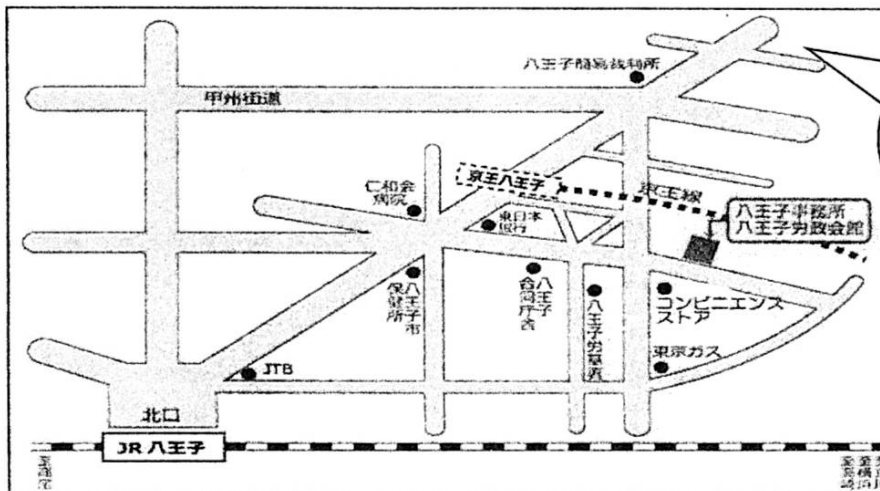 八王子簡易裁判所
甲州街道
仁和会
病院
京王八王子
京王線
東日本
銀行
八王子事務所
八王子労政会館
八王子市
保健所
八王子
合同庁舎
八王子労基署
コンビニエンス
ストア
東京ガス
JTB
北口
JR 八王子